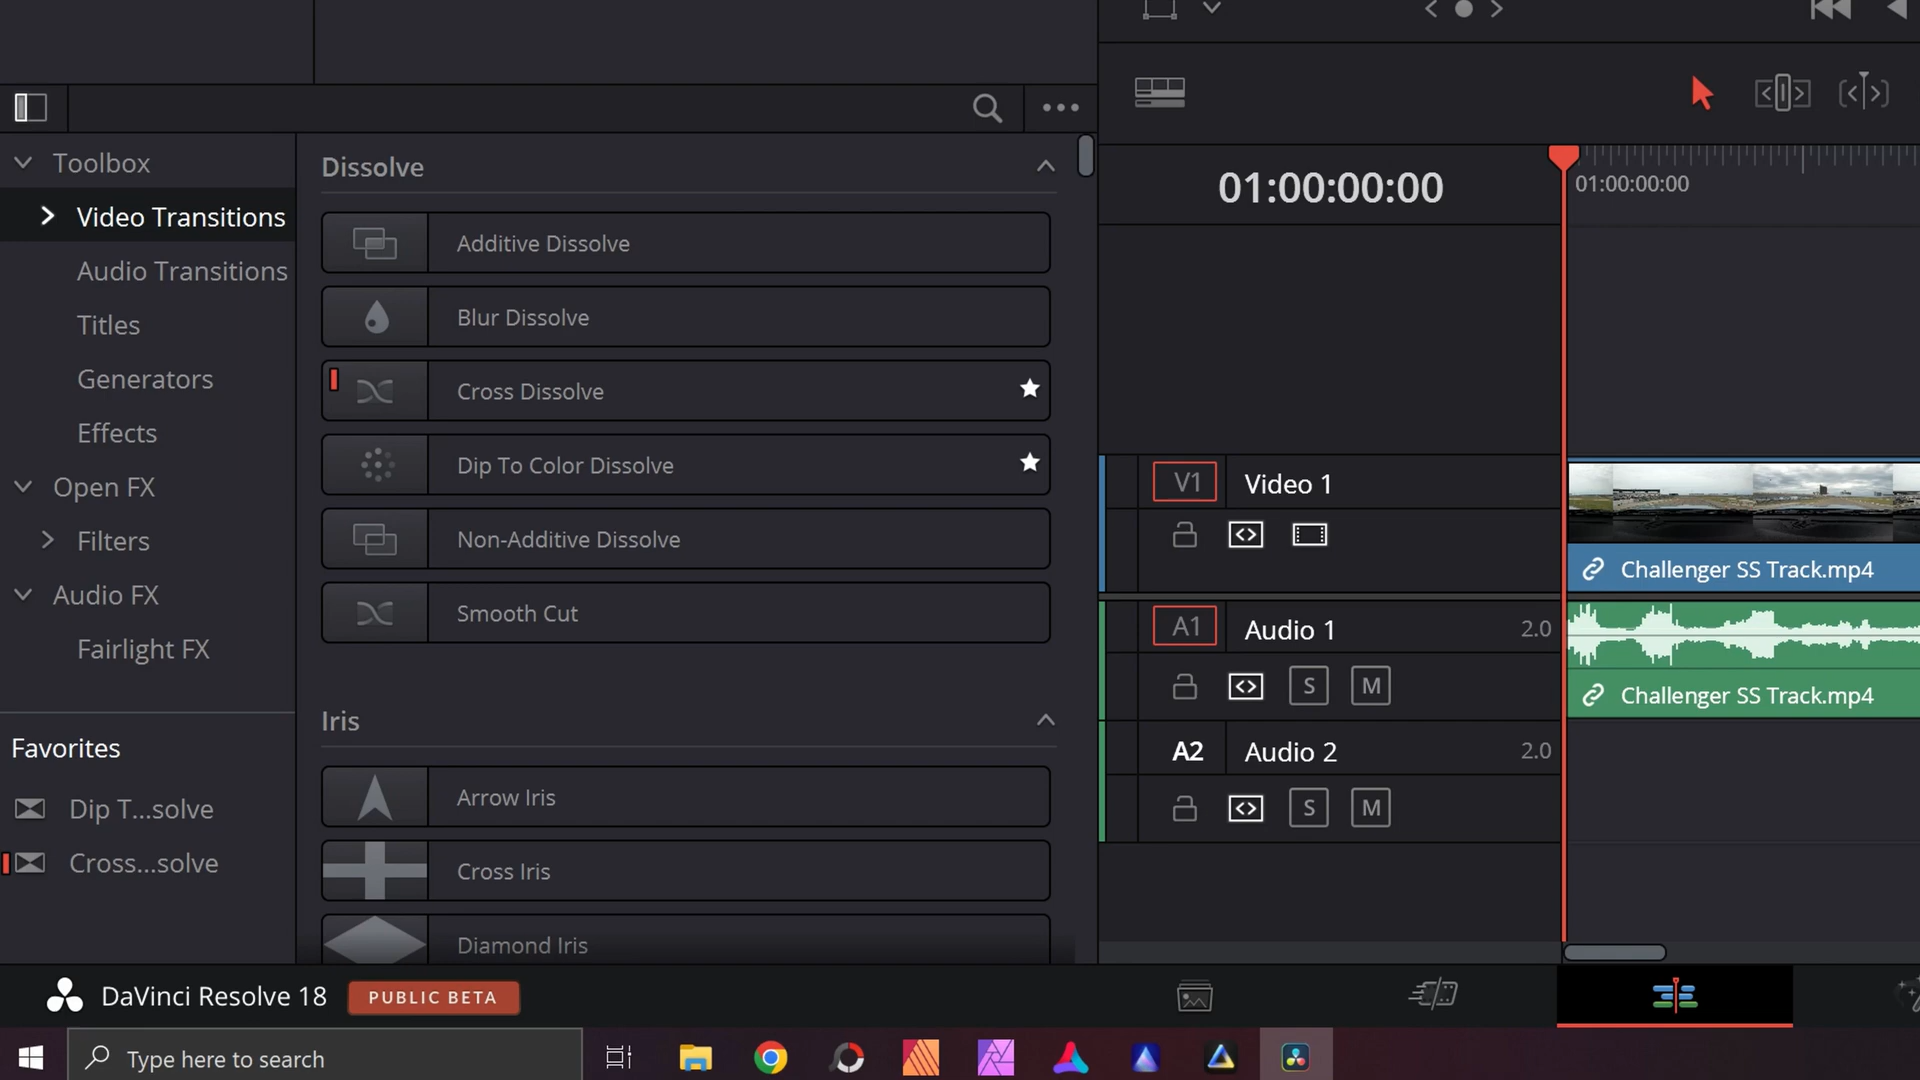 Toolbox
Video Transitions
Audio Transitions
Titles
Generators
Effects
Open FX
Filters
Audio FX
Fairlight FX
Favorites
Dip T...solve
Cross...solve
Dissolve
Additive Dissolve
Blur Dissolve
Cross Dissolve
Dip To Color Dissolve
Non-Additive Dissolve
Smooth Cut
Iris
Arrow Iris
Cross Iris
Diamond Iris
01:00:00:00
01:00:00:00
V1 Video 1
Challenger SS Track.mp4
A1 Audio 1 2.0
S M
Challenger SS Track.mp4
A2 Audio 2 2.0
S M
DaVinci Resolve 18 PUBLIC BETA
Type here to search